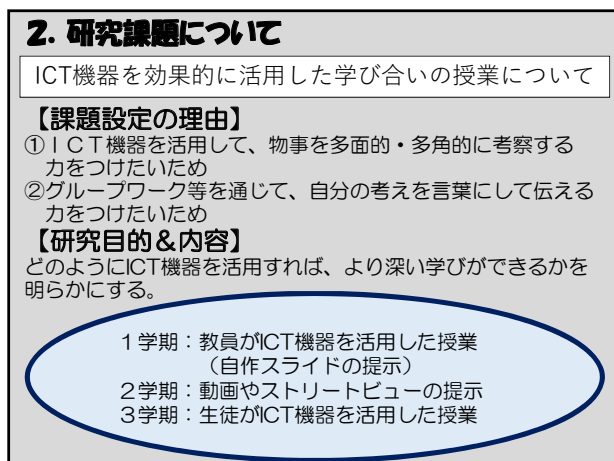 2. 研究課題について
ICT機器を効果的に活用した学び合いの授業について
【課題設定の理由】
①ＩＣＴ機器を活用して、物事を多面的・多角的に考察する
力をつけたいため
②グループワーク等を通じて、自分の考えを言葉にして伝える
力をつけたいため
【研究目的＆内容】
どのようにICT機器を活用すれば、より深い学びができるかを
明らかにする。
１学期：教員がICT機器を活用した授業
（自作スライドの提示）
２学期：動画やストリートビューの提示
３学期：生徒がICT機器を活用した授業